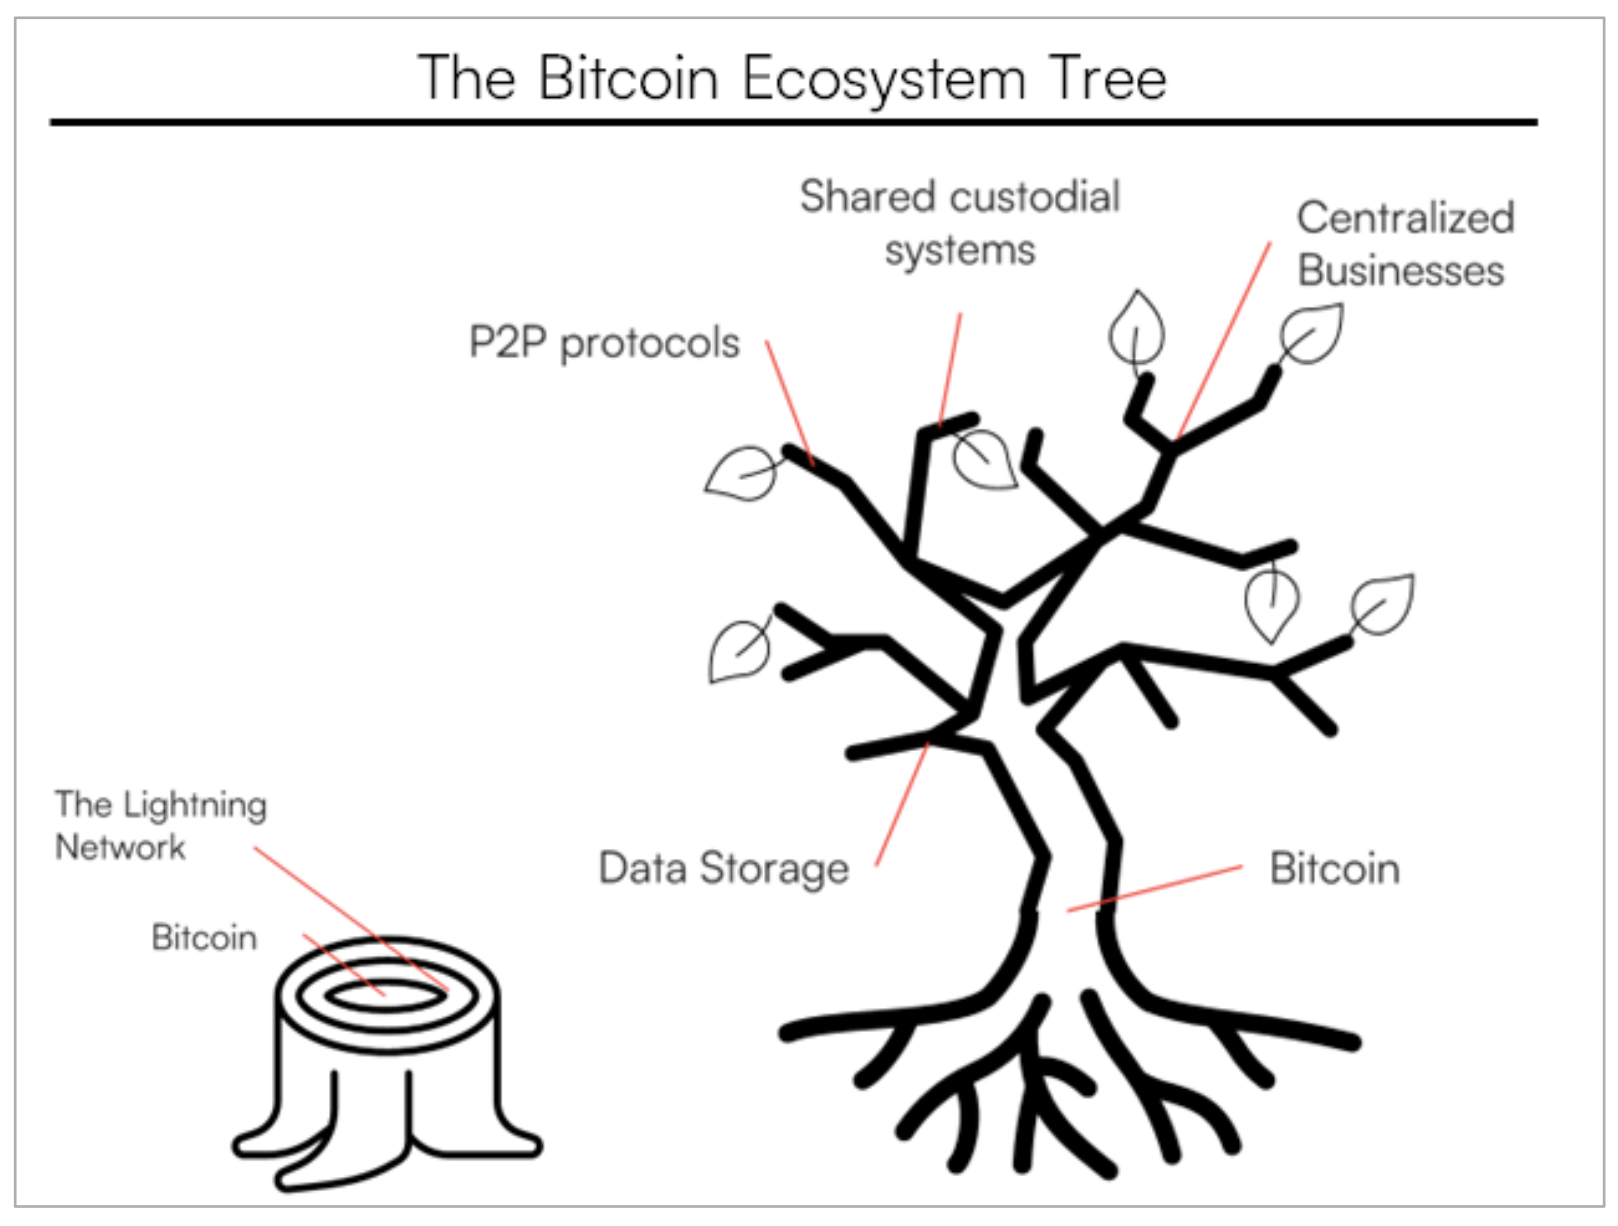 The Bitcoin Ecosystem Tree
Shared custodial
systems
Centralized
Businesses
P2P protocols
The Lightning
Network
Data Storage
Bitcoin
Bitcoin